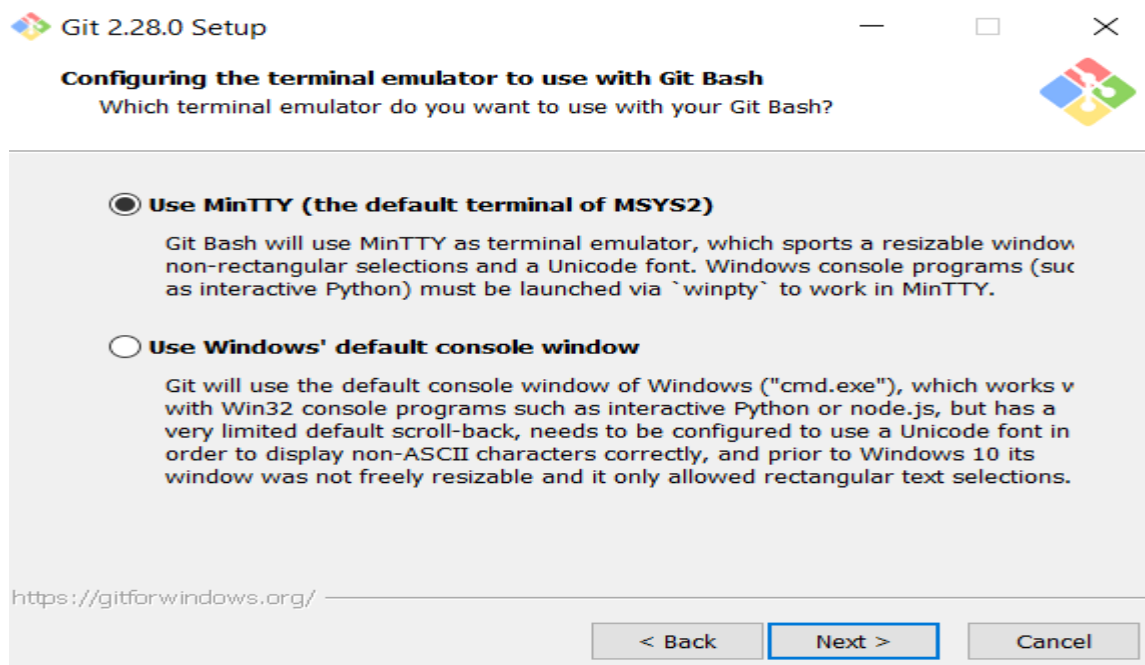 Git 2.28.0 Setup
Configuring the terminal emulator to use with Git Bash
Which terminal emulator do you want to use with your Git Bash?
Use MinTTY (the default terminal of MSYS2)
Git Bash will use MinTTY as terminal emulator, which sports a resizable window
non-rectangular selections and a Unicode font. Windows console programs (suc
as interactive Python) must be launched via `winpty` to work in MinTTY.
Use Windows' default console window
Git will use the default console window of Windows ("cmd.exe"), which works
with Win32 console programs such as interactive Python or node.js, but has a
very limited default scroll-back, needs to be configured to use a Unicode font in
order to display non-ASCII characters correctly, and prior to Windows 10 its
window was not freely resizable and it only allowed rectangular text selections.
https://gitforwindows.org/
< Back Next > Cancel